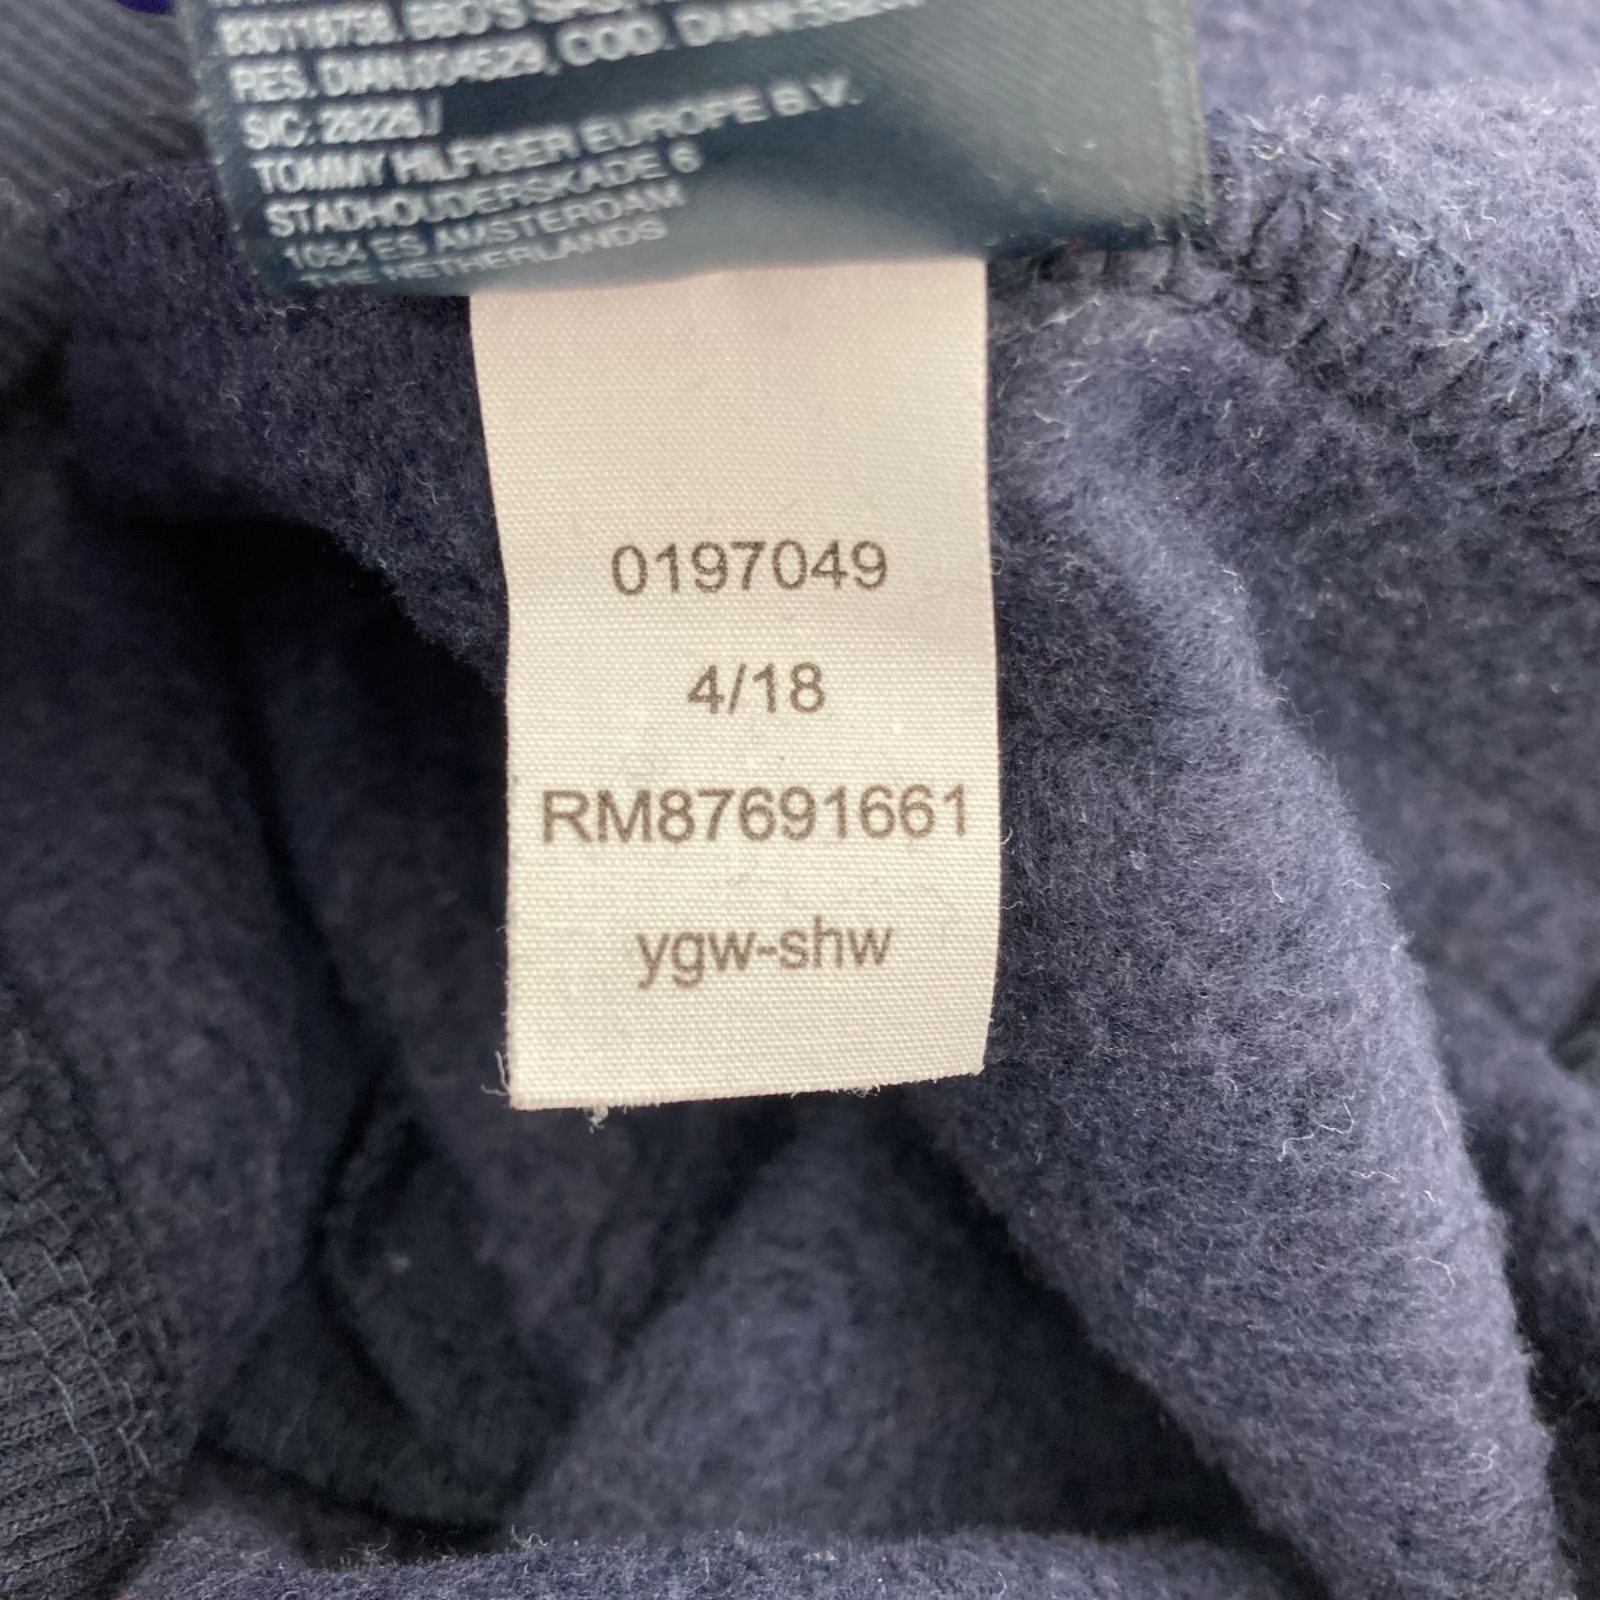 RES. DIAN.004529, COD. DIAN
SIC: 28226/
TOMMY HILFIGER EUROPE B.V.
STADHOUDERSKADE 6
1054 ES AMSTERDAM
THE NETHERLANDS
0197049
4/18
RM87691661
ygw-shw